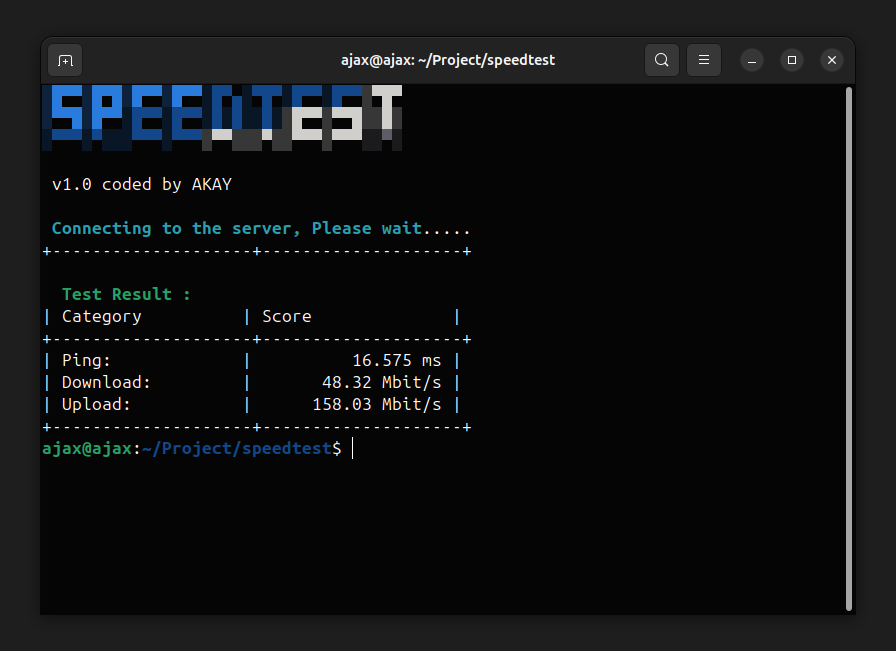 ajax@ajax: ~/Project/speedtest
SPEEDTEST
v1.0 coded by AKAY
Connecting to the server, Please wait.....
+--------------------+--------------------+
Test Result :
| Category | Score |
+--------------------+--------------------+
| Ping: | 16.575 ms |
| Download: | 48.32 Mbit/s |
| Upload: | 158.03 Mbit/s |
+--------------------+--------------------+
ajax@ajax:~/Project/speedtest$